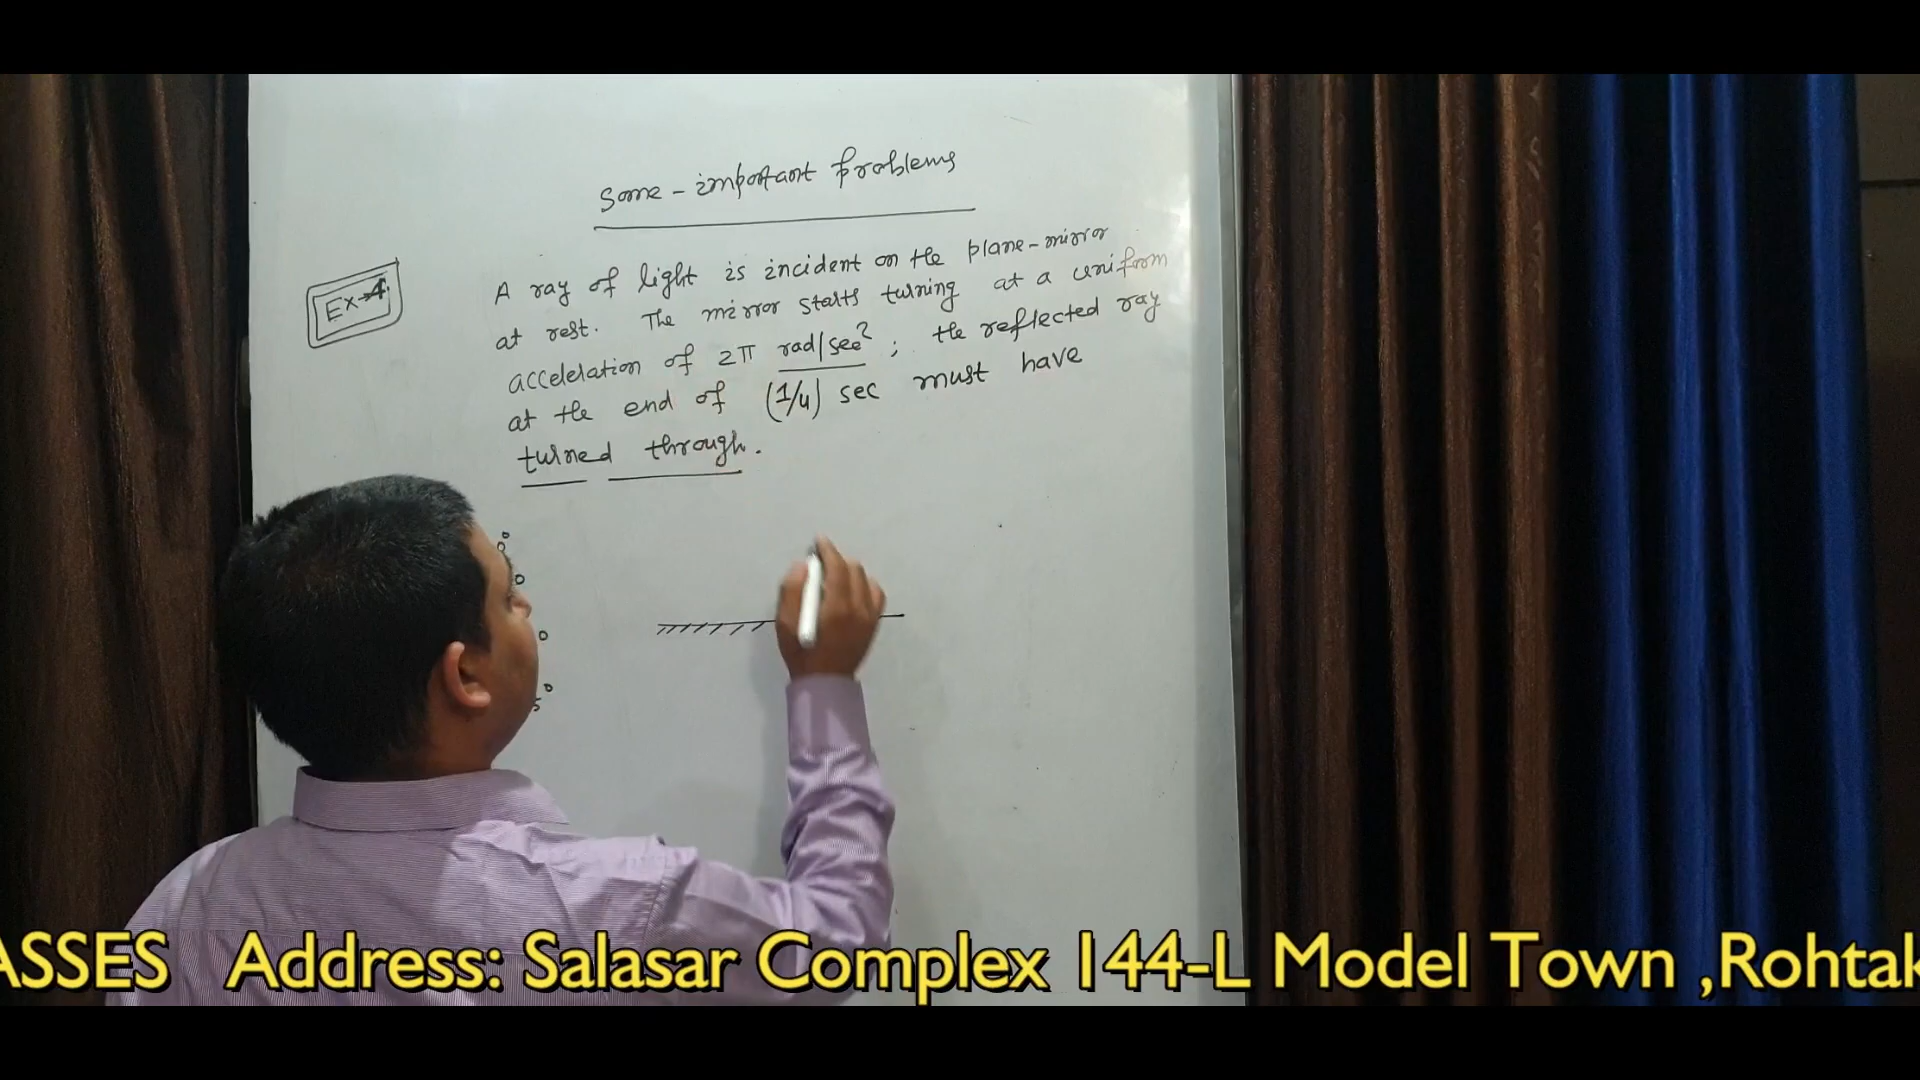 Some - important problems
Ex-4
A ray of light is incident on the plane-mirror
at rest. The mirror starts turning at a uniform
acceleration of 2π rad/sec² ; the reflected ray
at the end of (1/4) sec must have
turned through.
ASSES Address: Salasar Complex 144-L Model Town ,Rohtak